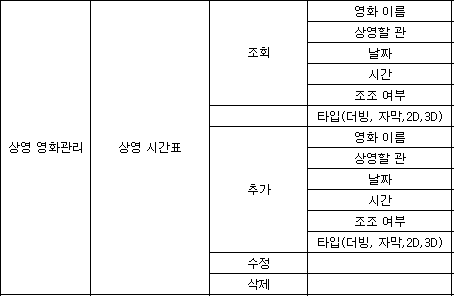 상영 영화관리
상영 시간표
조회
영화 이름
상영할 관
날짜
시간
조조 여부
타입(더빙, 자막,2D,3D)
추가
영화 이름
상영할 관
날짜
시간
조조 여부
타입(더빙, 자막,2D,3D)
수정
삭제